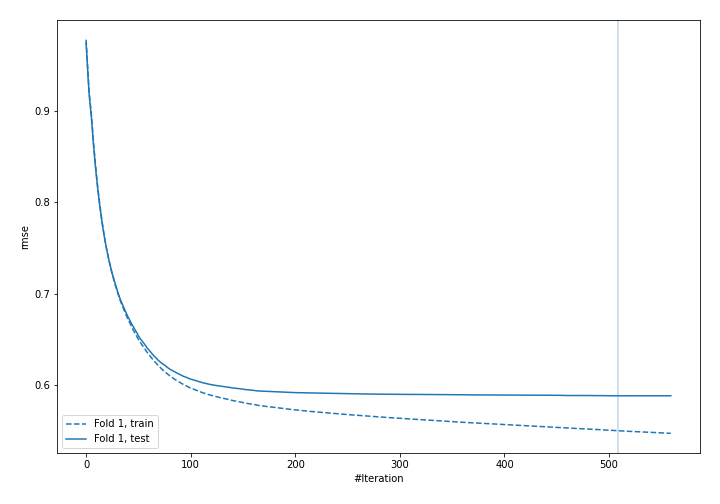 0.9
0.8
0.7
0.6
rmse
Fold 1, train
Fold 1, test
0 100 200 300 400 500
#Iteration